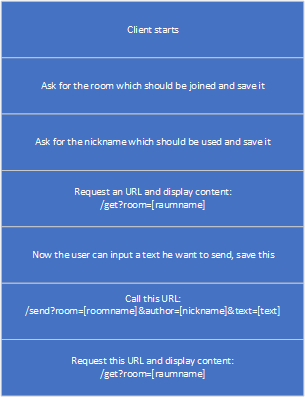 Client starts
Ask for the room which should be joined and save it
Ask for the nickname which should be used and save it
Request an URL and display content:
/get?room=[raumname]
Now the user can input a text he want to send, save this
Call this URL:
/send?room=[roomname]&author=[nickname]&text=[text]
Request this URL and display content:
/get?room=[raumname]